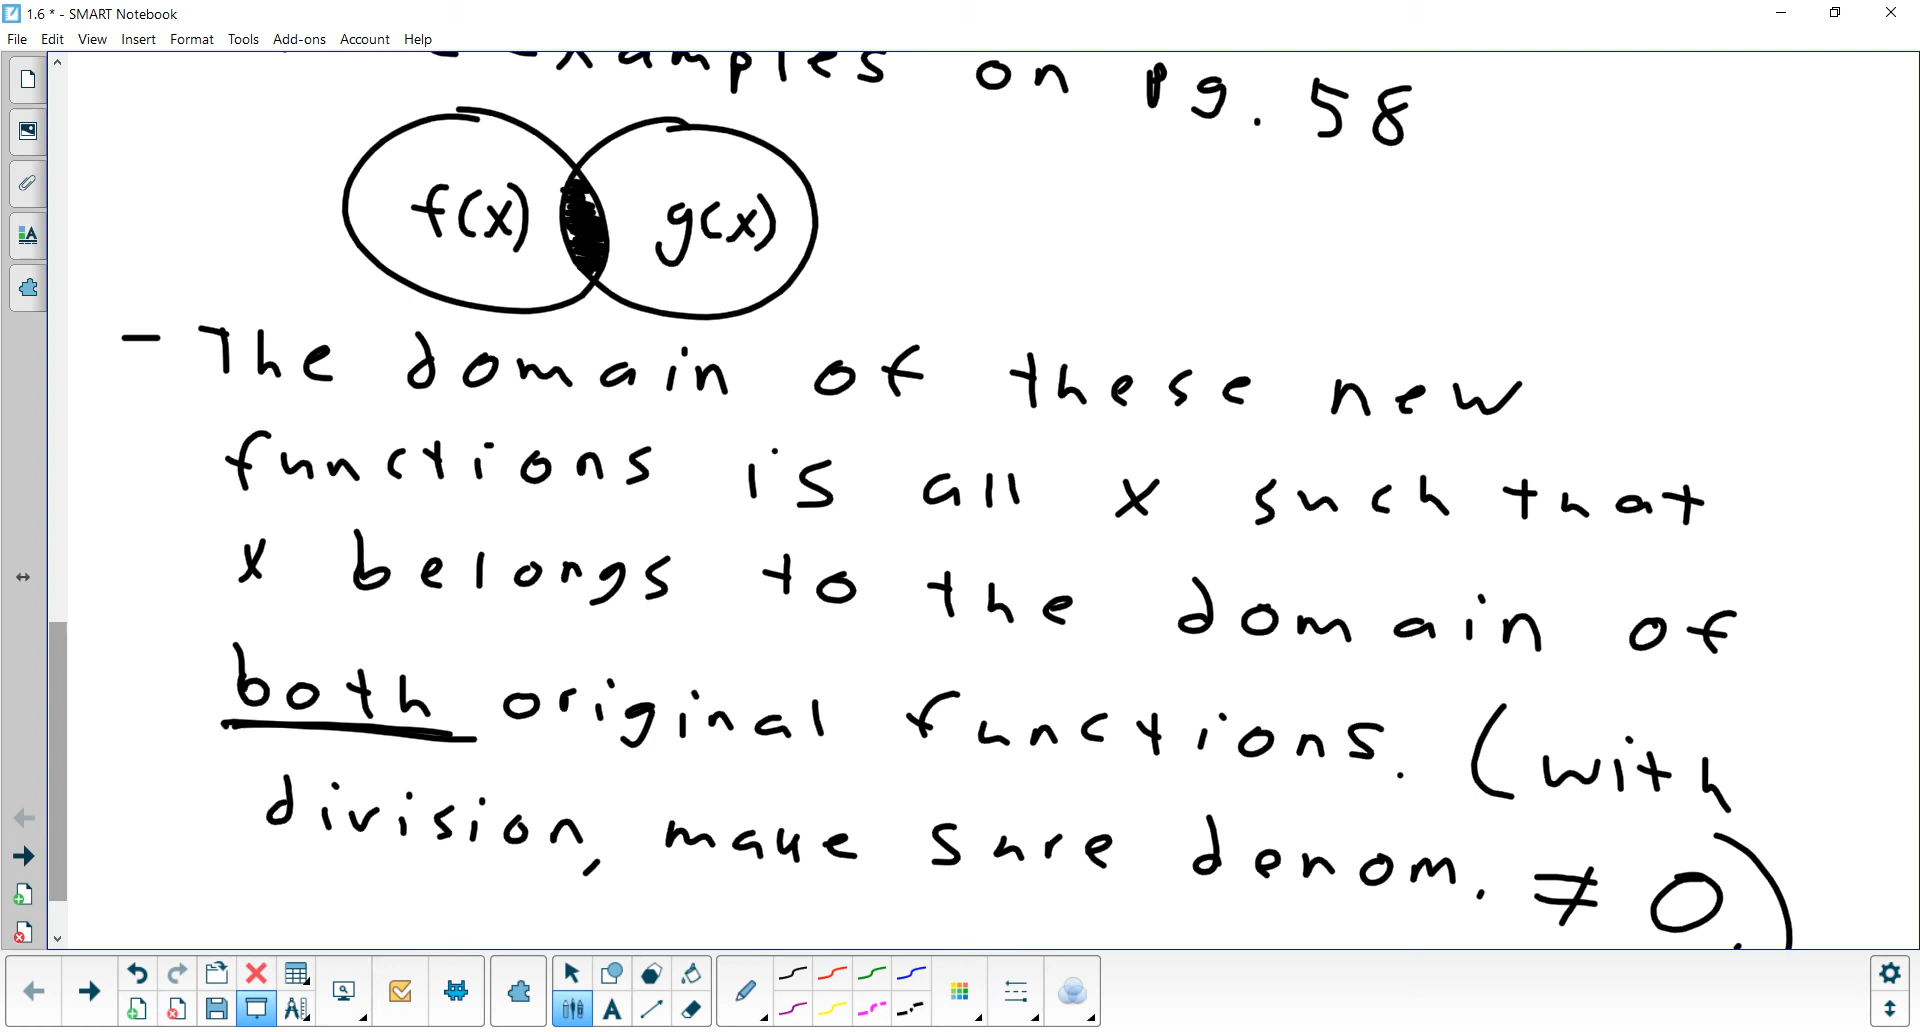 1.6 * - SMART Notebook
File Edit View Insert Format Tools Add-ons Account Help
examples on pg. 58
f(x) g(x)
- The domain of these new
functions is all x such that
x belongs to the domain of
both original functions. (with
division, make sure denom. ≠ 0.)